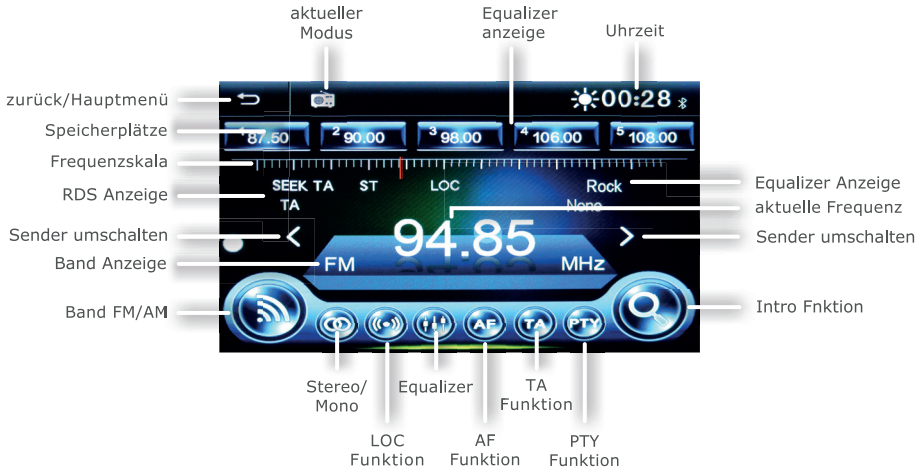 aktueller
Modus
Equalizer
anzeige
Uhrzeit
zurück/Hauptmenü
00:28
Speicherplätze
1 87.50
2 90.00
3 98.00
4 106.00
5 108.00
Frequenzskala
RDS Anzeige
SEEK TA ST LOC Rock
TA None
Equalizer Anzeige
aktuelle Frequenz
Sender umschalten
94.85
Sender umschalten
Band Anzeige
FM MHz
Band FM/AM
AF TA PTY
Intro Fnktion
Stereo/
Mono
Equalizer
TA
Funktion
LOC
Funktion
AF
Funktion
PTY
Funktion